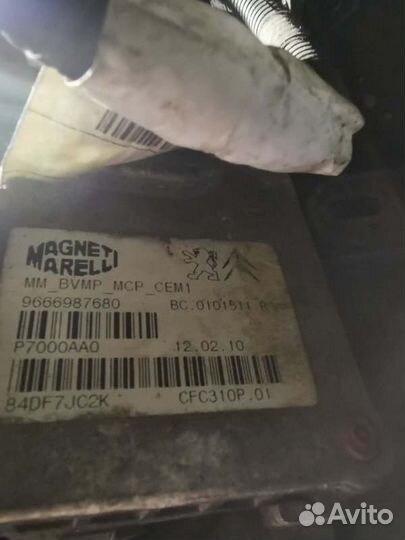 MAGNETI
MARELLI
MM_BVMP_MCP_CEM1
9666987680 BC.0101511
P7000AA0 12.02.10
84DF7JC2K CFC310P.01
Avito